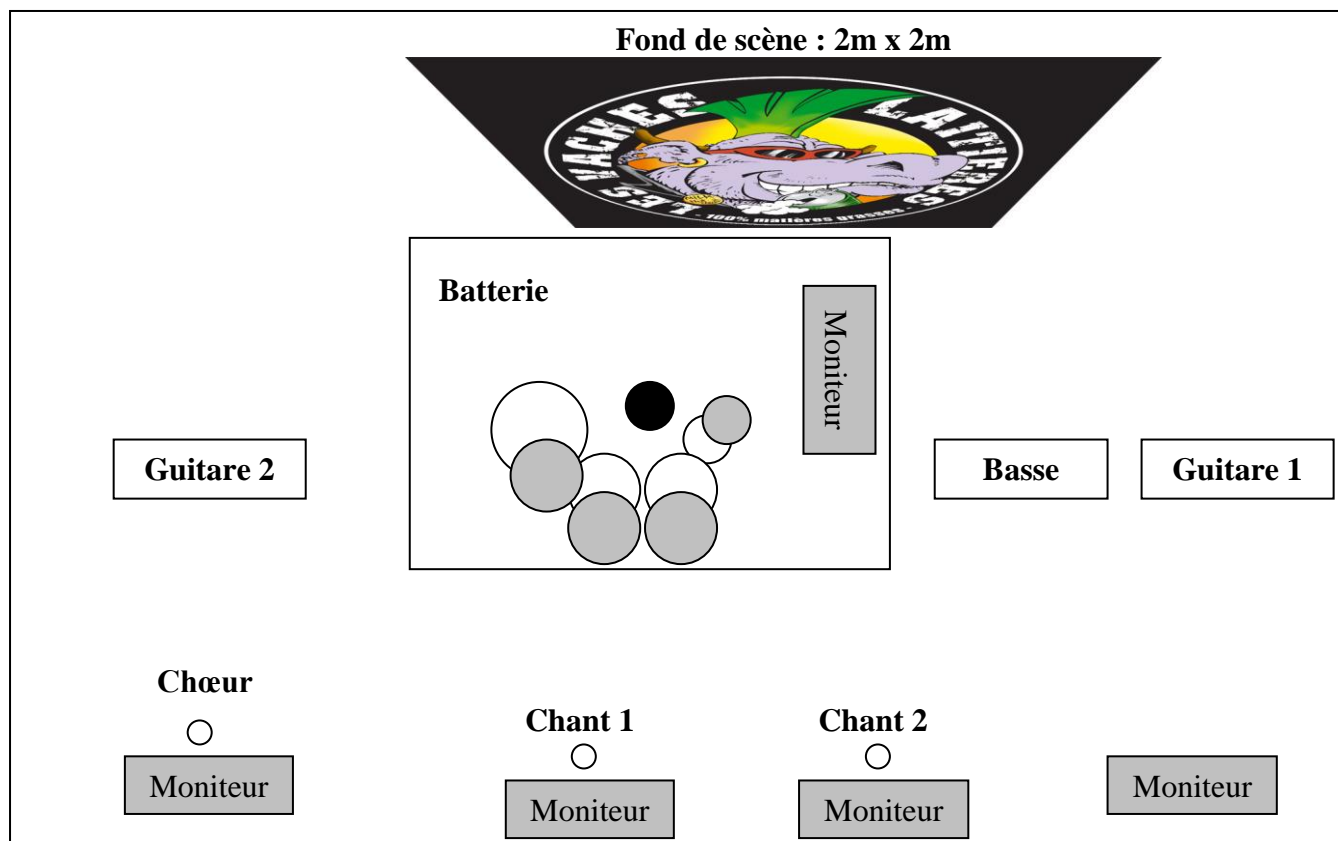 Fond de scène : 2m x 2m
LES VACHES LAITIERES
- 100% matières grasses -
Batterie
Moniteur
Guitare 2
Basse
Guitare 1
Chœur
Chant 1
Chant 2
Moniteur
Moniteur
Moniteur
Moniteur